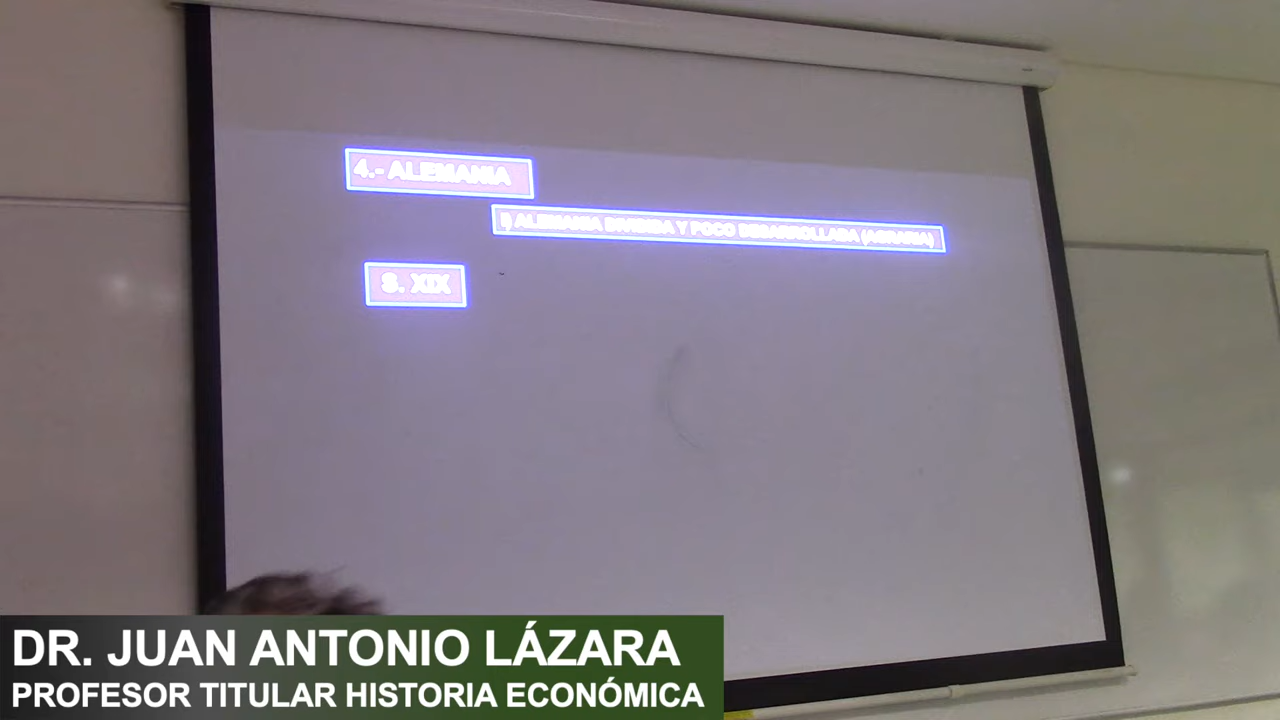 4.- ALEMANIA
I) ALEMANIA DIVIDIDA Y POCO DESARROLLADA (AGRARIA)
S. XIX
DR. JUAN ANTONIO LÁZARA
PROFESOR TITULAR HISTORIA ECONÓMICA